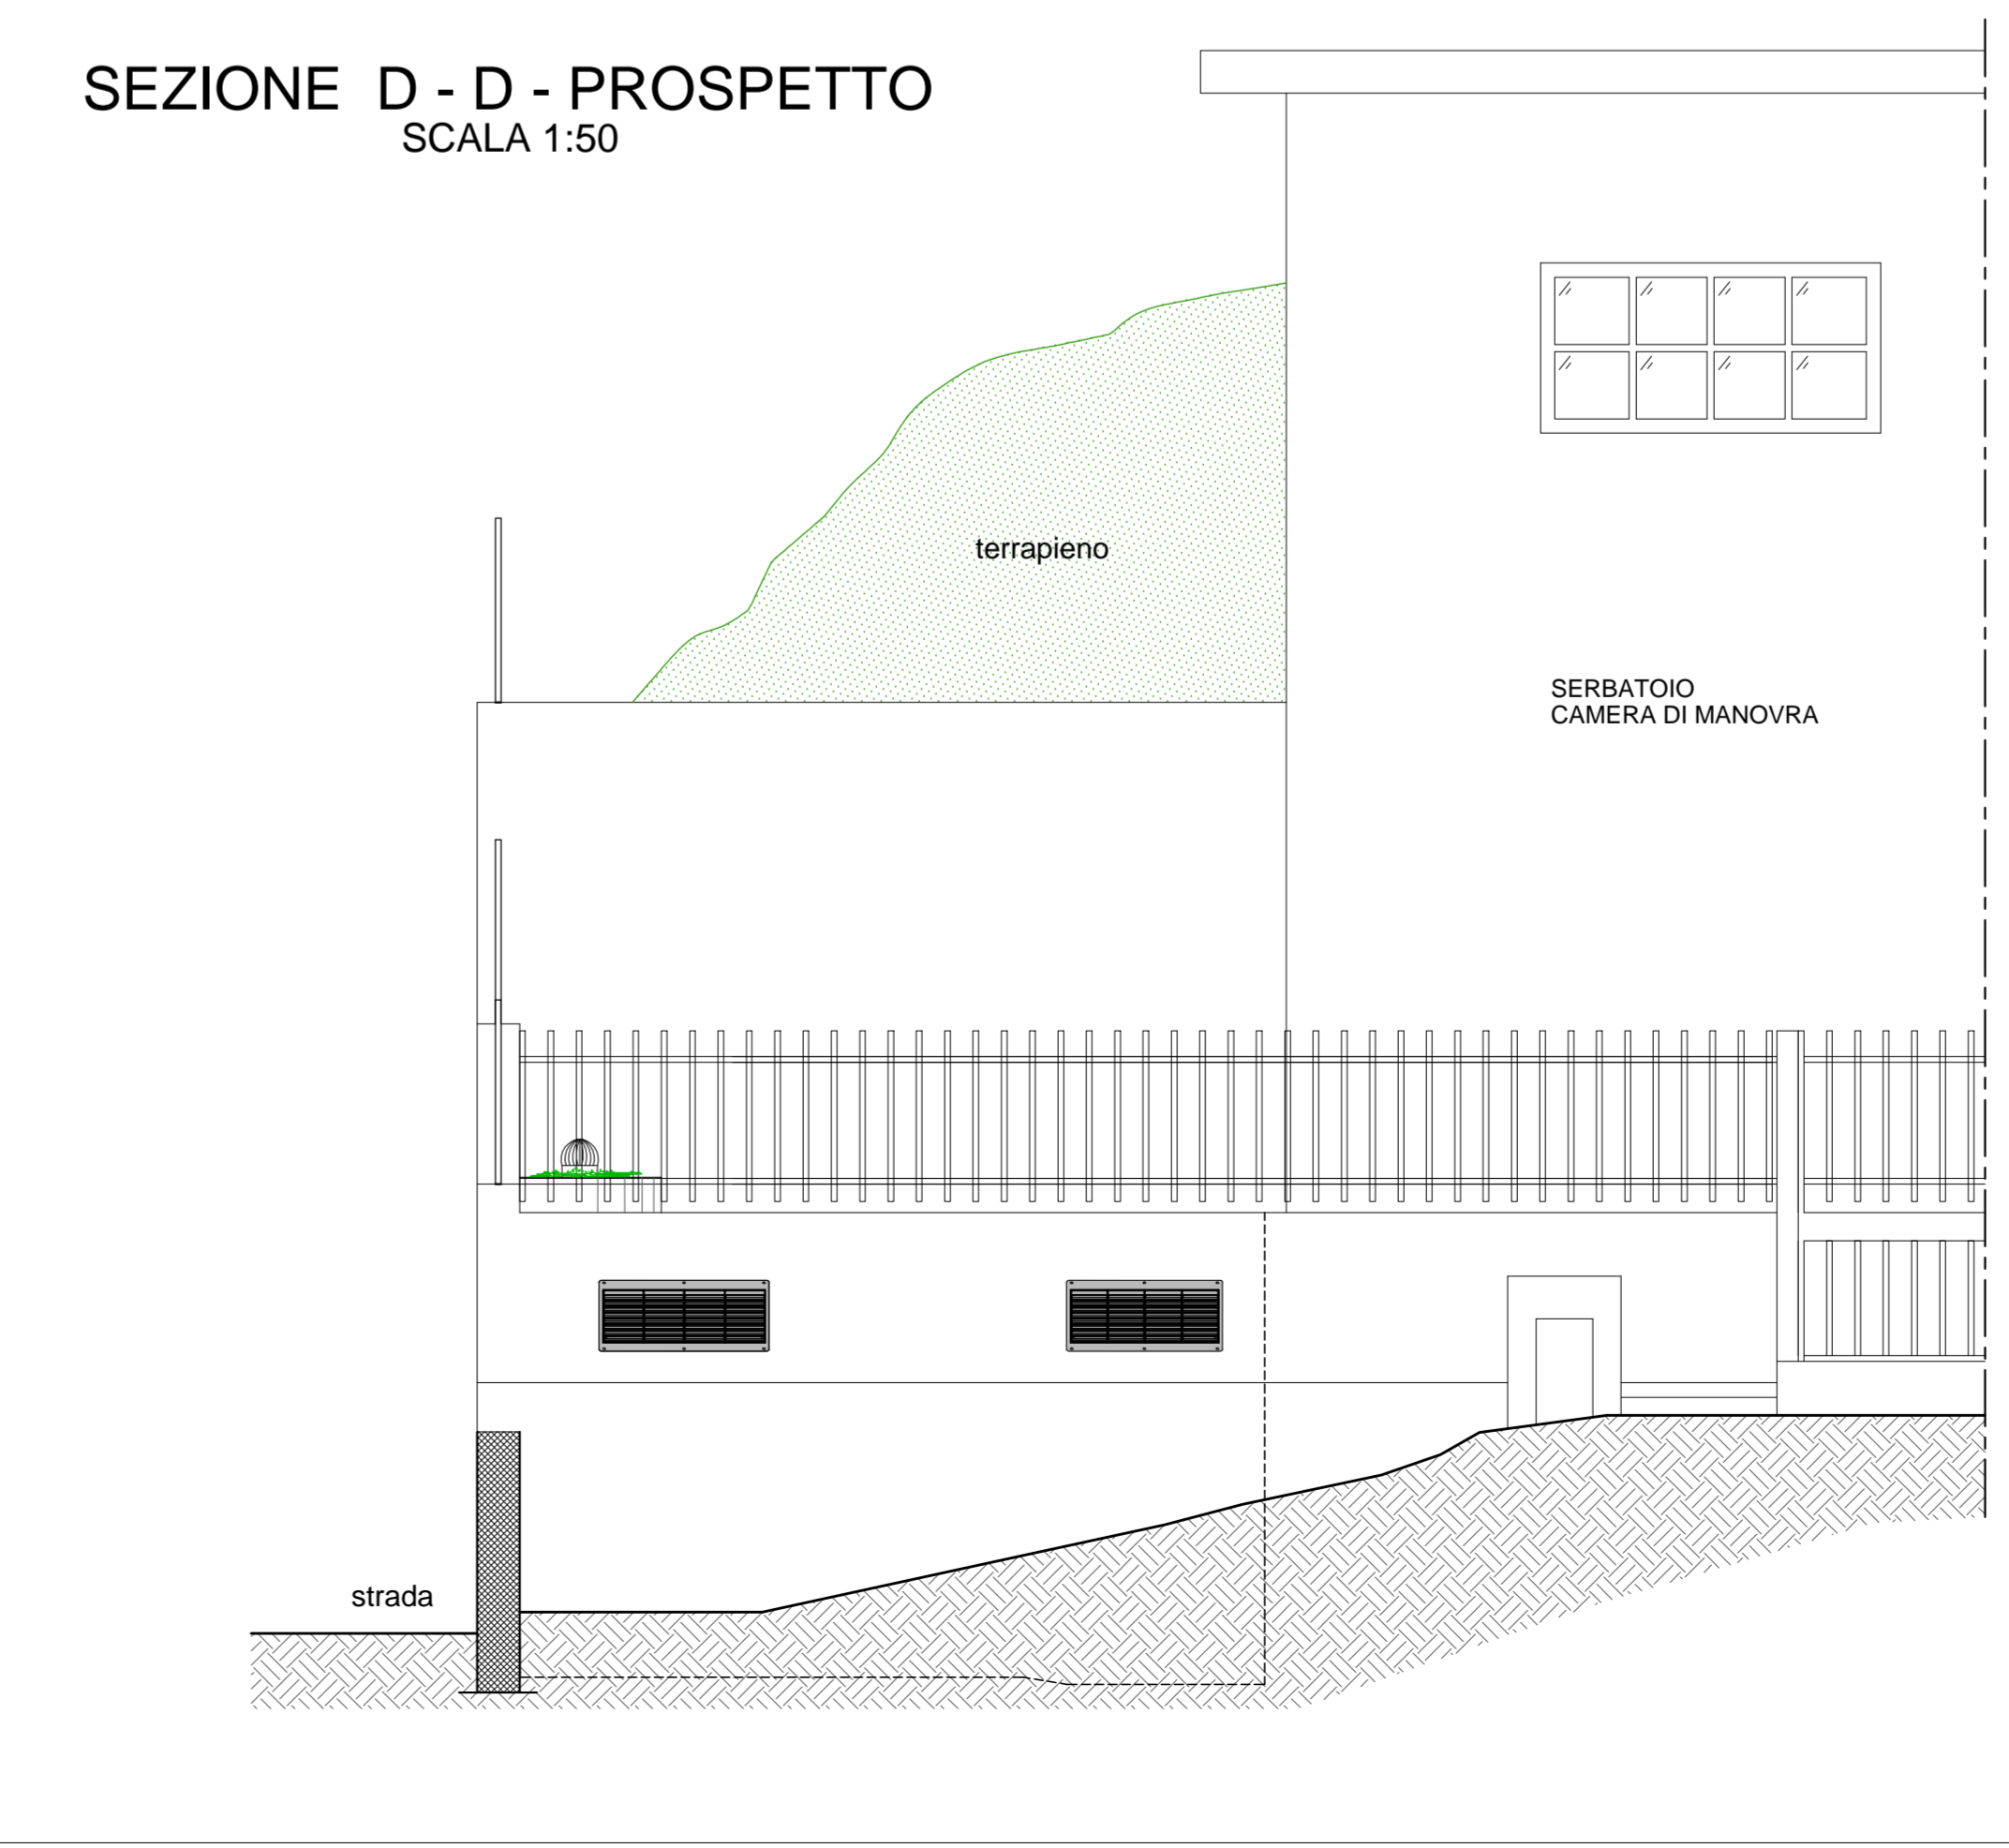 SEZIONE D - D - PROSPETTO
SCALA 1:50
terrapieno
SERBATOIO
CAMERA DI MANOVRA
strada